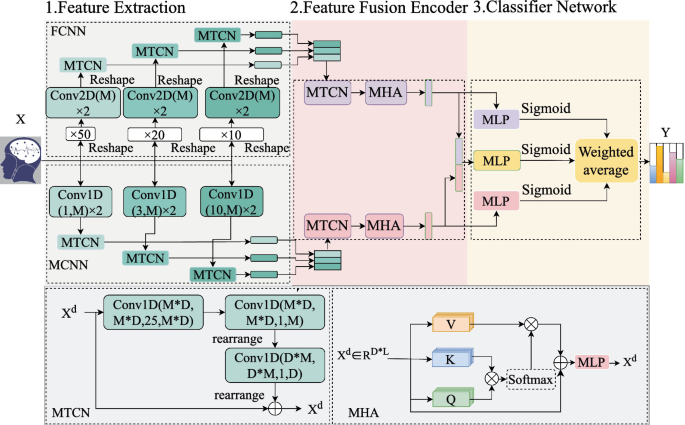 1.Feature Extraction
2.Feature Fusion Encoder
3.Classifier Network
FCNN
MTCN
MTCN
MTCN
Reshape
Reshape
Reshape
Conv2D(M)
×2
Conv2D(M)
×2
Conv2D(M)
×2
×50
×20
×10
Reshape
Reshape
Reshape
X
Conv1D
(1,M)×2
Conv1D
(3,M)×2
Conv1D
(10,M)×2
MTCN
MTCN
MTCN
MCNN
MTCN
MHA
MTCN
MHA
MLP
Sigmoid
MLP
Sigmoid
MLP
Sigmoid
Weighted
average
Y
X^d
Conv1D(M*D,
M*D,25,M*D)
Conv1D(M*D,
M*D,1,M)
rearrange
Conv1D(D*M,
D*M,1,D)
rearrange
X^d
MTCN
X^d∈R^D*L
V
K
Q
Softmax
MLP
X^d
MHA